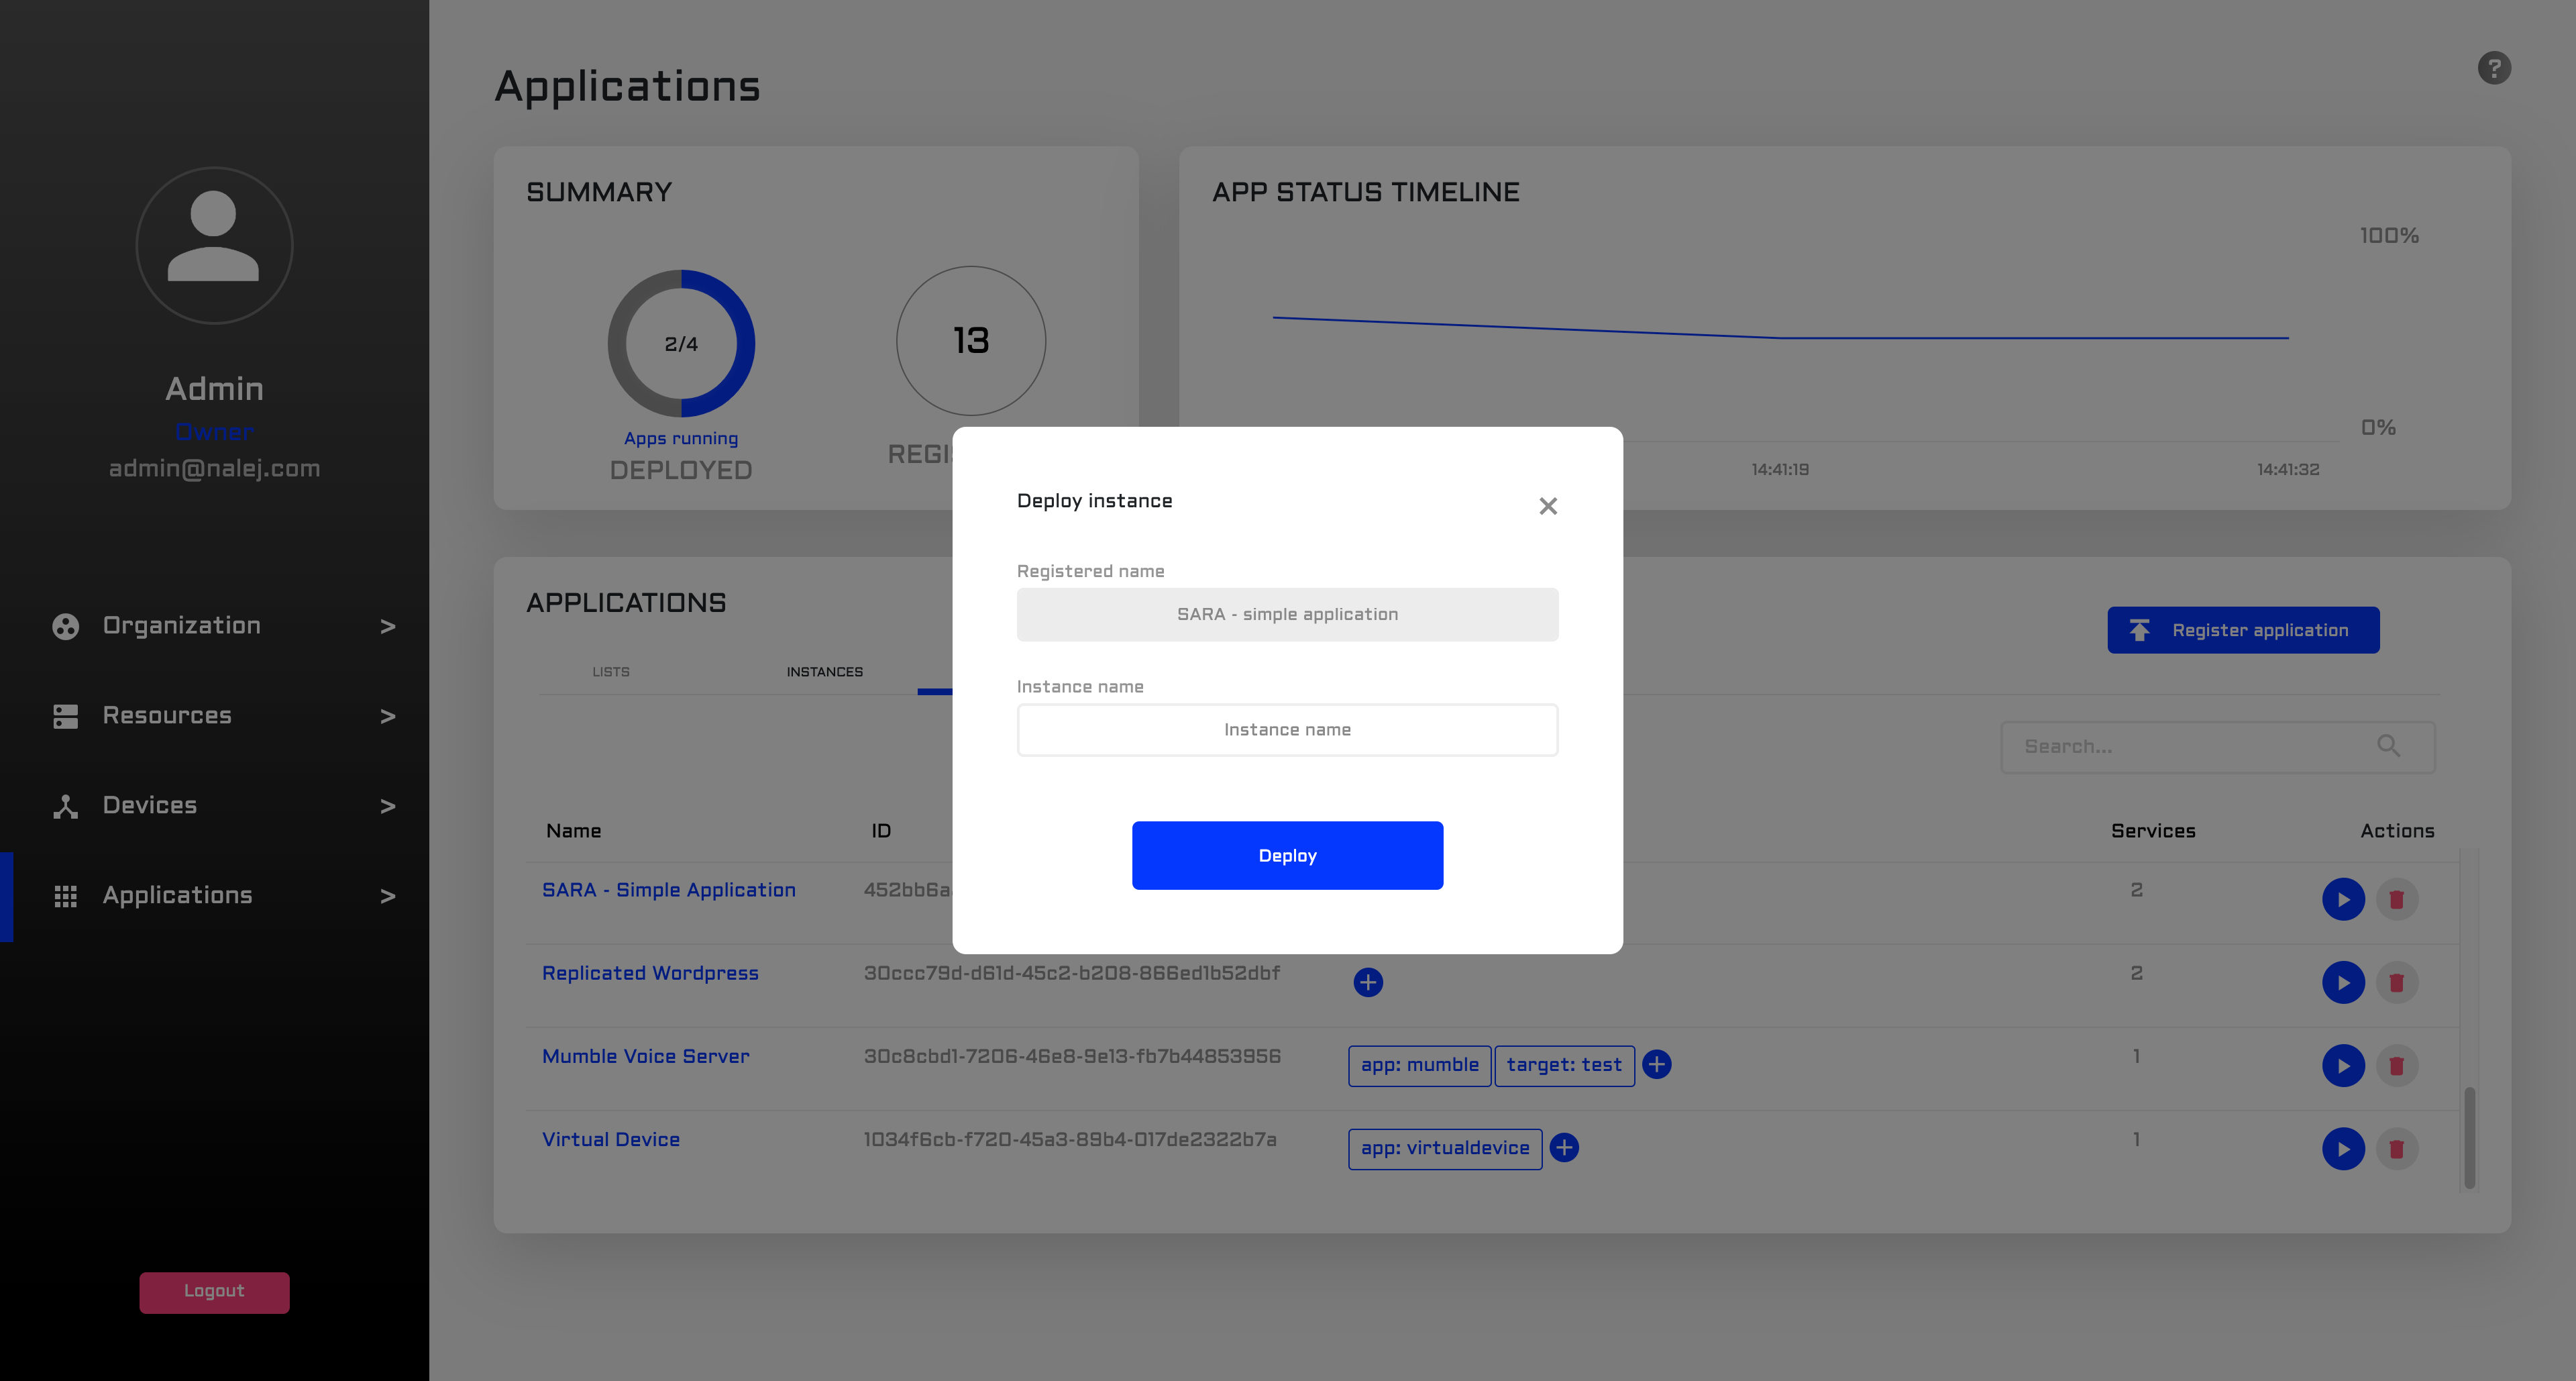 Applications
?
SUMMARY
2/4
Apps running
DEPLOYED
13
REGI
APP STATUS TIMELINE
100%
0%
14:41:19
14:41:32
Admin
Owner
admin@nalej.com
Organization >
Resources >
Devices >
Applications >
Logout
Deploy instance
Registered name
SARA - simple application
Instance name
Instance name
Deploy
APPLICATIONS
Register application
LISTS
INSTANCES
Search...
Name ID Services Actions
SARA - Simple Application 452bb6a 2
Replicated Wordpress 30ccc79d-d61d-45c2-b208-866ed1b52dbf 2
Mumble Voice Server 30c8cbd1-7206-46e8-9e13-fb7b44853956 app: mumble target: test 1
Virtual Device 1034f6cb-f720-45a3-89b4-017de2322b7a app: virtualdevice 1